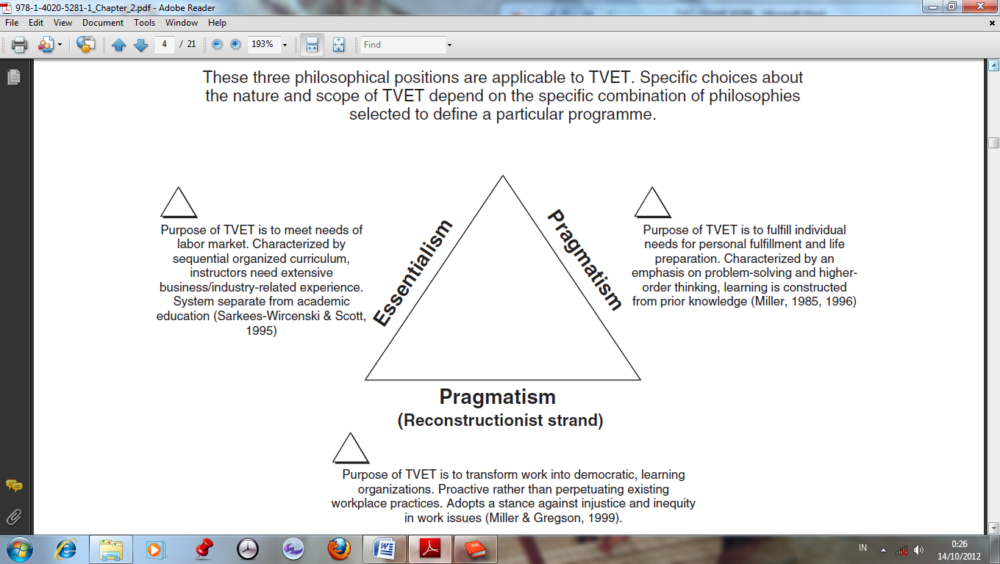 978-1-4020-5281-1_Chapter_2.pdf - Adobe Reader
File Edit View Document Tools Window Help
4 / 21 193% Find
These three philosophical positions are applicable to TVET. Specific choices about
the nature and scope of TVET depend on the specific combination of philosophies
selected to define a particular programme.
Purpose of TVET is to meet needs of
labor market. Characterized by
sequential organized curriculum,
instructors need extensive
business/industry-related experience.
System separate from academic
education (Sarkees-Wircenski & Scott,
1995)
Essentialism
Pragmatism
Purpose of TVET is to fulfill individual
needs for personal fulfillment and life
preparation. Characterized by an
emphasis on problem-solving and higher-
order thinking, learning is constructed
from prior knowledge (Miller, 1985, 1996)
Pragmatism
(Reconstructionist strand)
Purpose of TVET is to transform work into democratic, learning
organizations. Proactive rather than perpetuating existing
workplace practices. Adopts a stance against injustice and inequity
in work issues (Miller & Gregson, 1999).
IN
0:26
14/10/2012